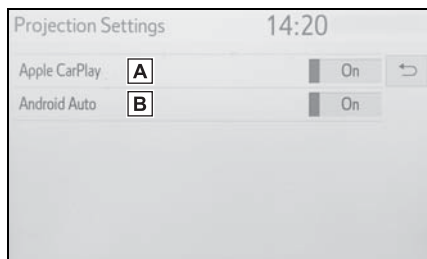 Projection Settings 14:20
Apple CarPlay A On
Android Auto B On